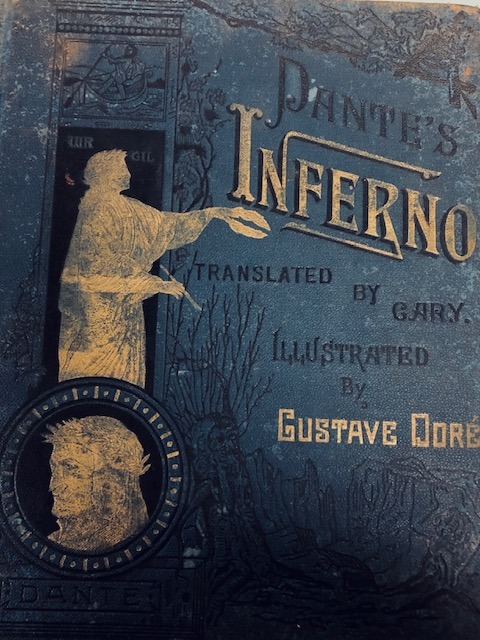 DANTE'S
INFERNO
TRANSLATED
BY CARY.
ILLUSTRATED
BY
GUSTAVE DORÉ
VIR GIL
DANTE